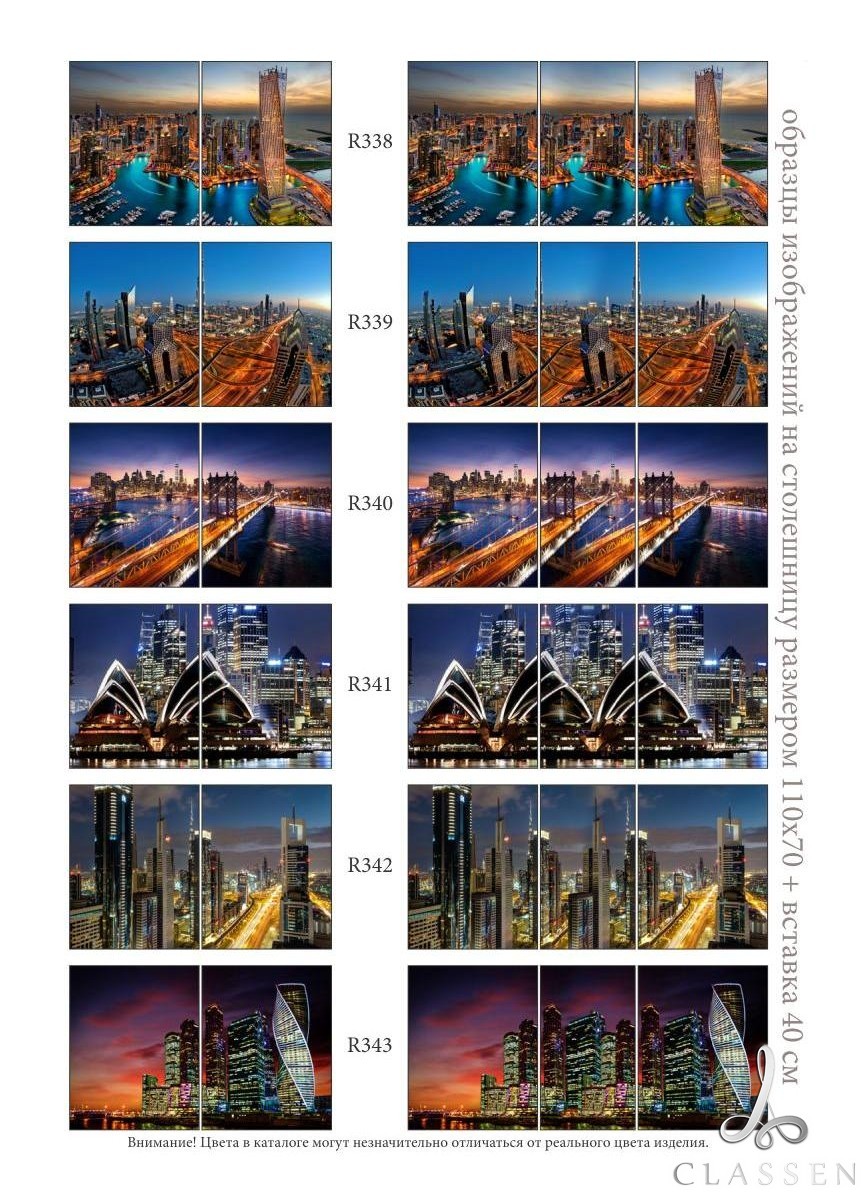 R338
R339
R340
R341
R342
R343
образцы изображений на столешницу размером 110х70 + вставка 40 см
Внимание! Цвета в каталоге могут незначительно отличаться от реального цвета изделия.
CLASSEN